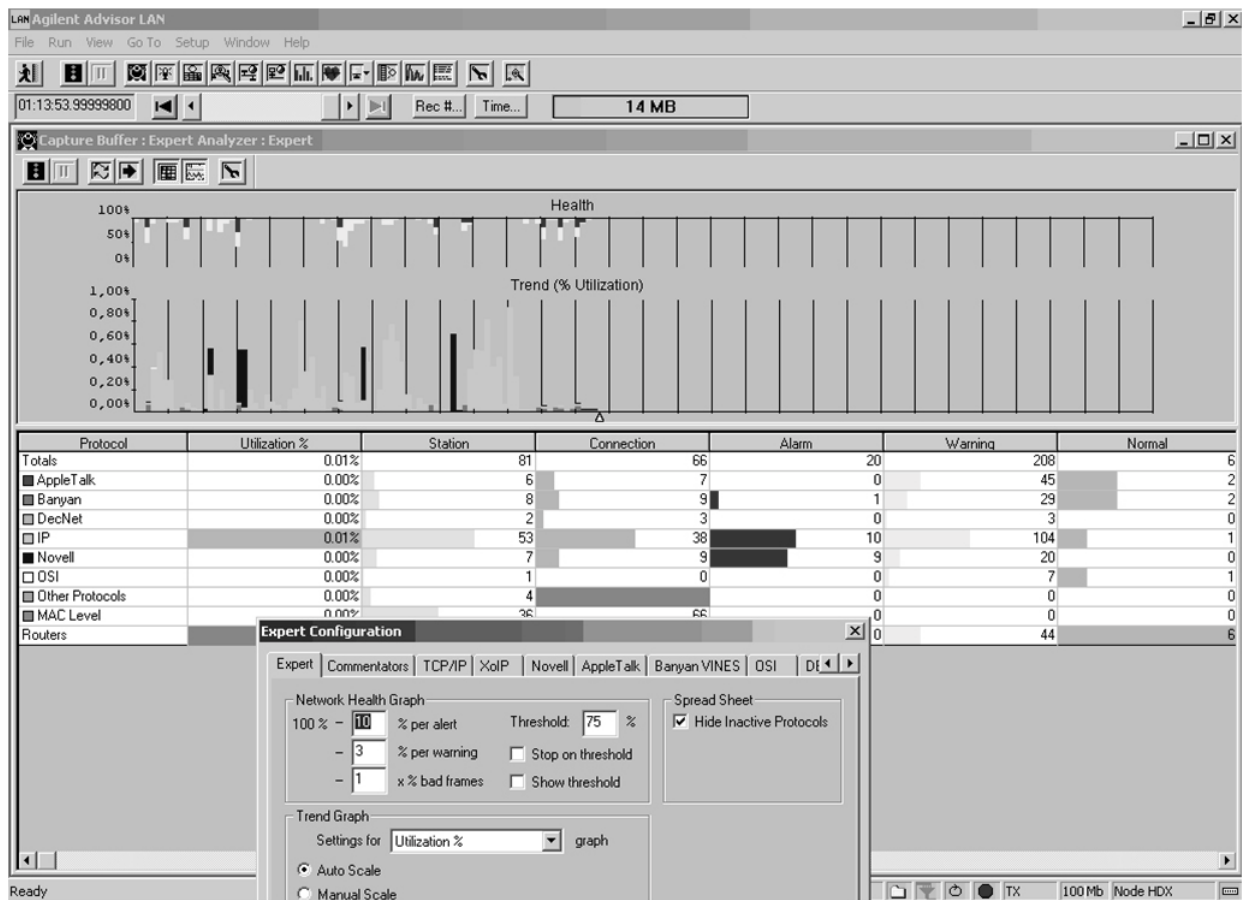 LAN Agilent Advisor LAN
File Run View Go To Setup Window Help
01:13:53.99999800 Rec #... Time... 14 MB
Capture Buffer : Expert Analyzer : Expert
Health
100%
50%
0%
Trend (% Utilization)
1,00%
0,80%
0,60%
0,40%
0,20%
0,00%
Protocol Utilization % Station Connection Alarm Warning Normal
Totals 0.01% 81 66 20 208 6
AppleTalk 0.00% 6 7 0 45 2
Banyan 0.00% 8 9 1 29 2
DecNet 0.00% 2 3 0 3 0
IP 0.01% 53 38 10 104 1
Novell 0.00% 7 9 9 20 0
OSI 0.00% 1 0 0 7 1
Other Protocols 0.00% 4 0 0 0
MAC Level 0.00% 36 66 0 0 0
Routers 0 44 6
Expert Configuration
Expert Commentators TCP/IP XoIP Novell AppleTalk Banyan VINES OSI
Network Health Graph
100 % - 10 % per alert Threshold: 75 %
- 3 % per warning Stop on threshold
- 1 x % bad frames Show threshold
Spread Sheet
Hide Inactive Protocols
Trend Graph
Settings for Utilization % graph
Auto Scale
Manual Scale
Ready TX 100 Mb Node HDX